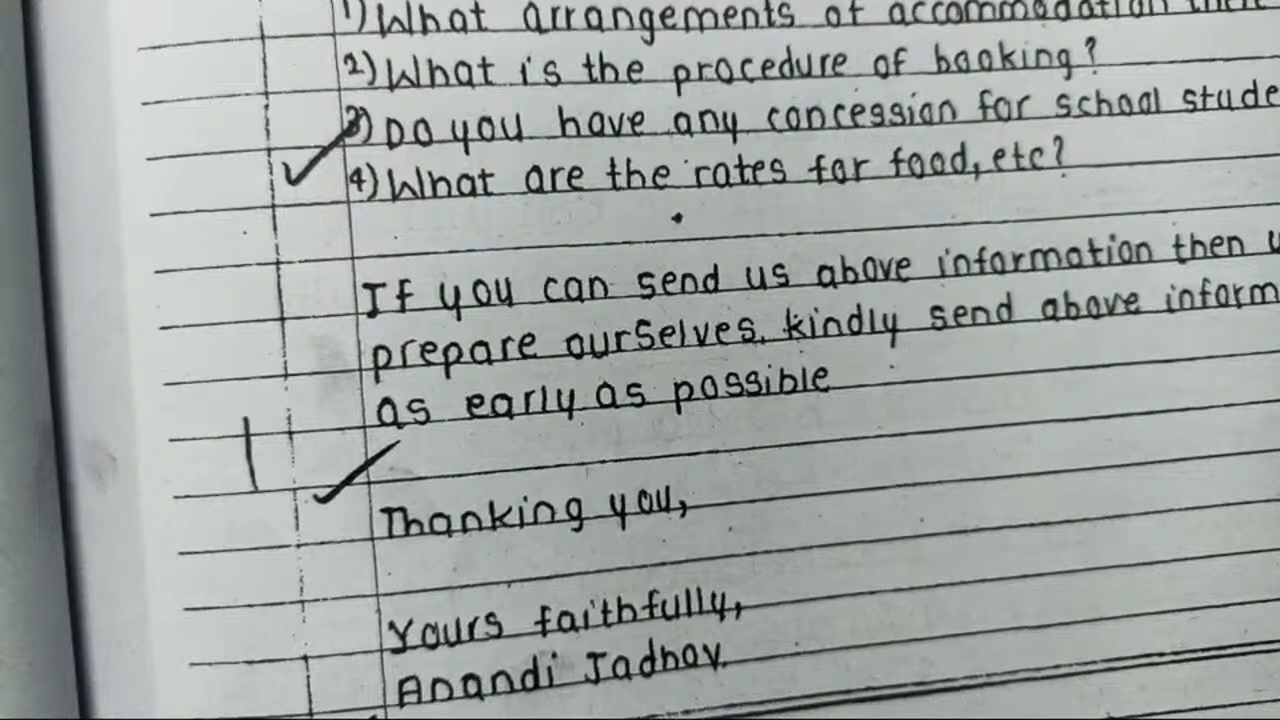 1) What arrangements of accommodation
2) What is the procedure of booking?
3) Do you have any concession for school stude
4) What are the rates for food, etc?
If you can send us above information then
prepare ourselves. kindly send above inform
as early as possible
Thanking you,
Yours faithfully,
Anandi Jadhav.